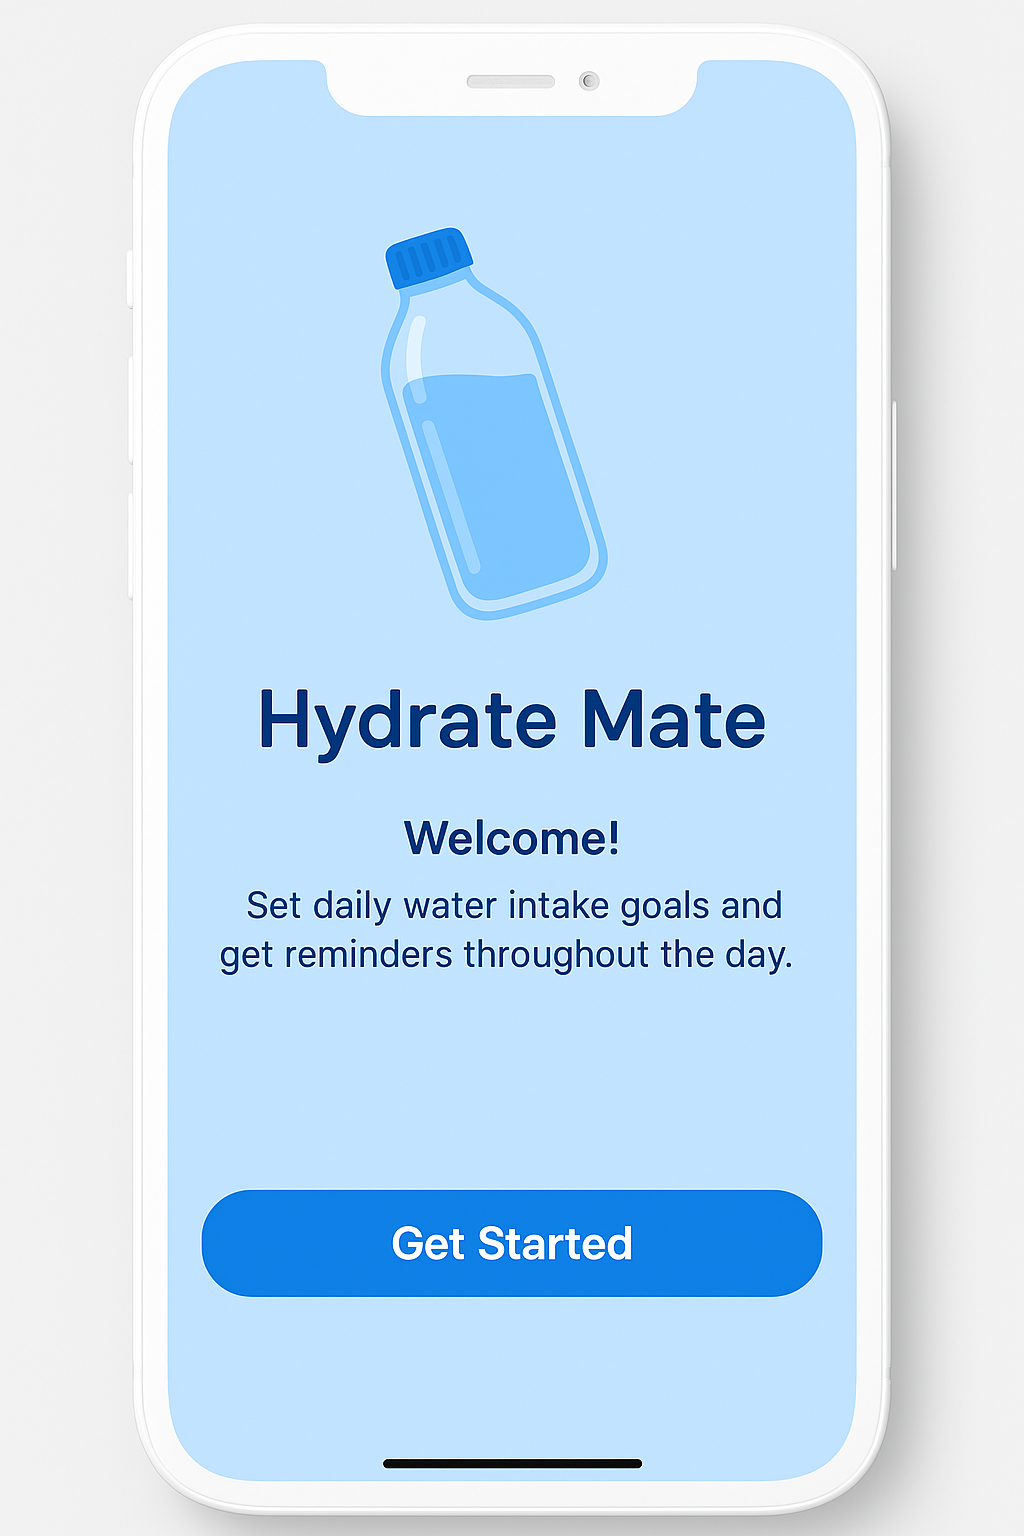 Hydrate Mate
Welcome!
Set daily water intake goals and
get reminders throughout the day.
Get Started